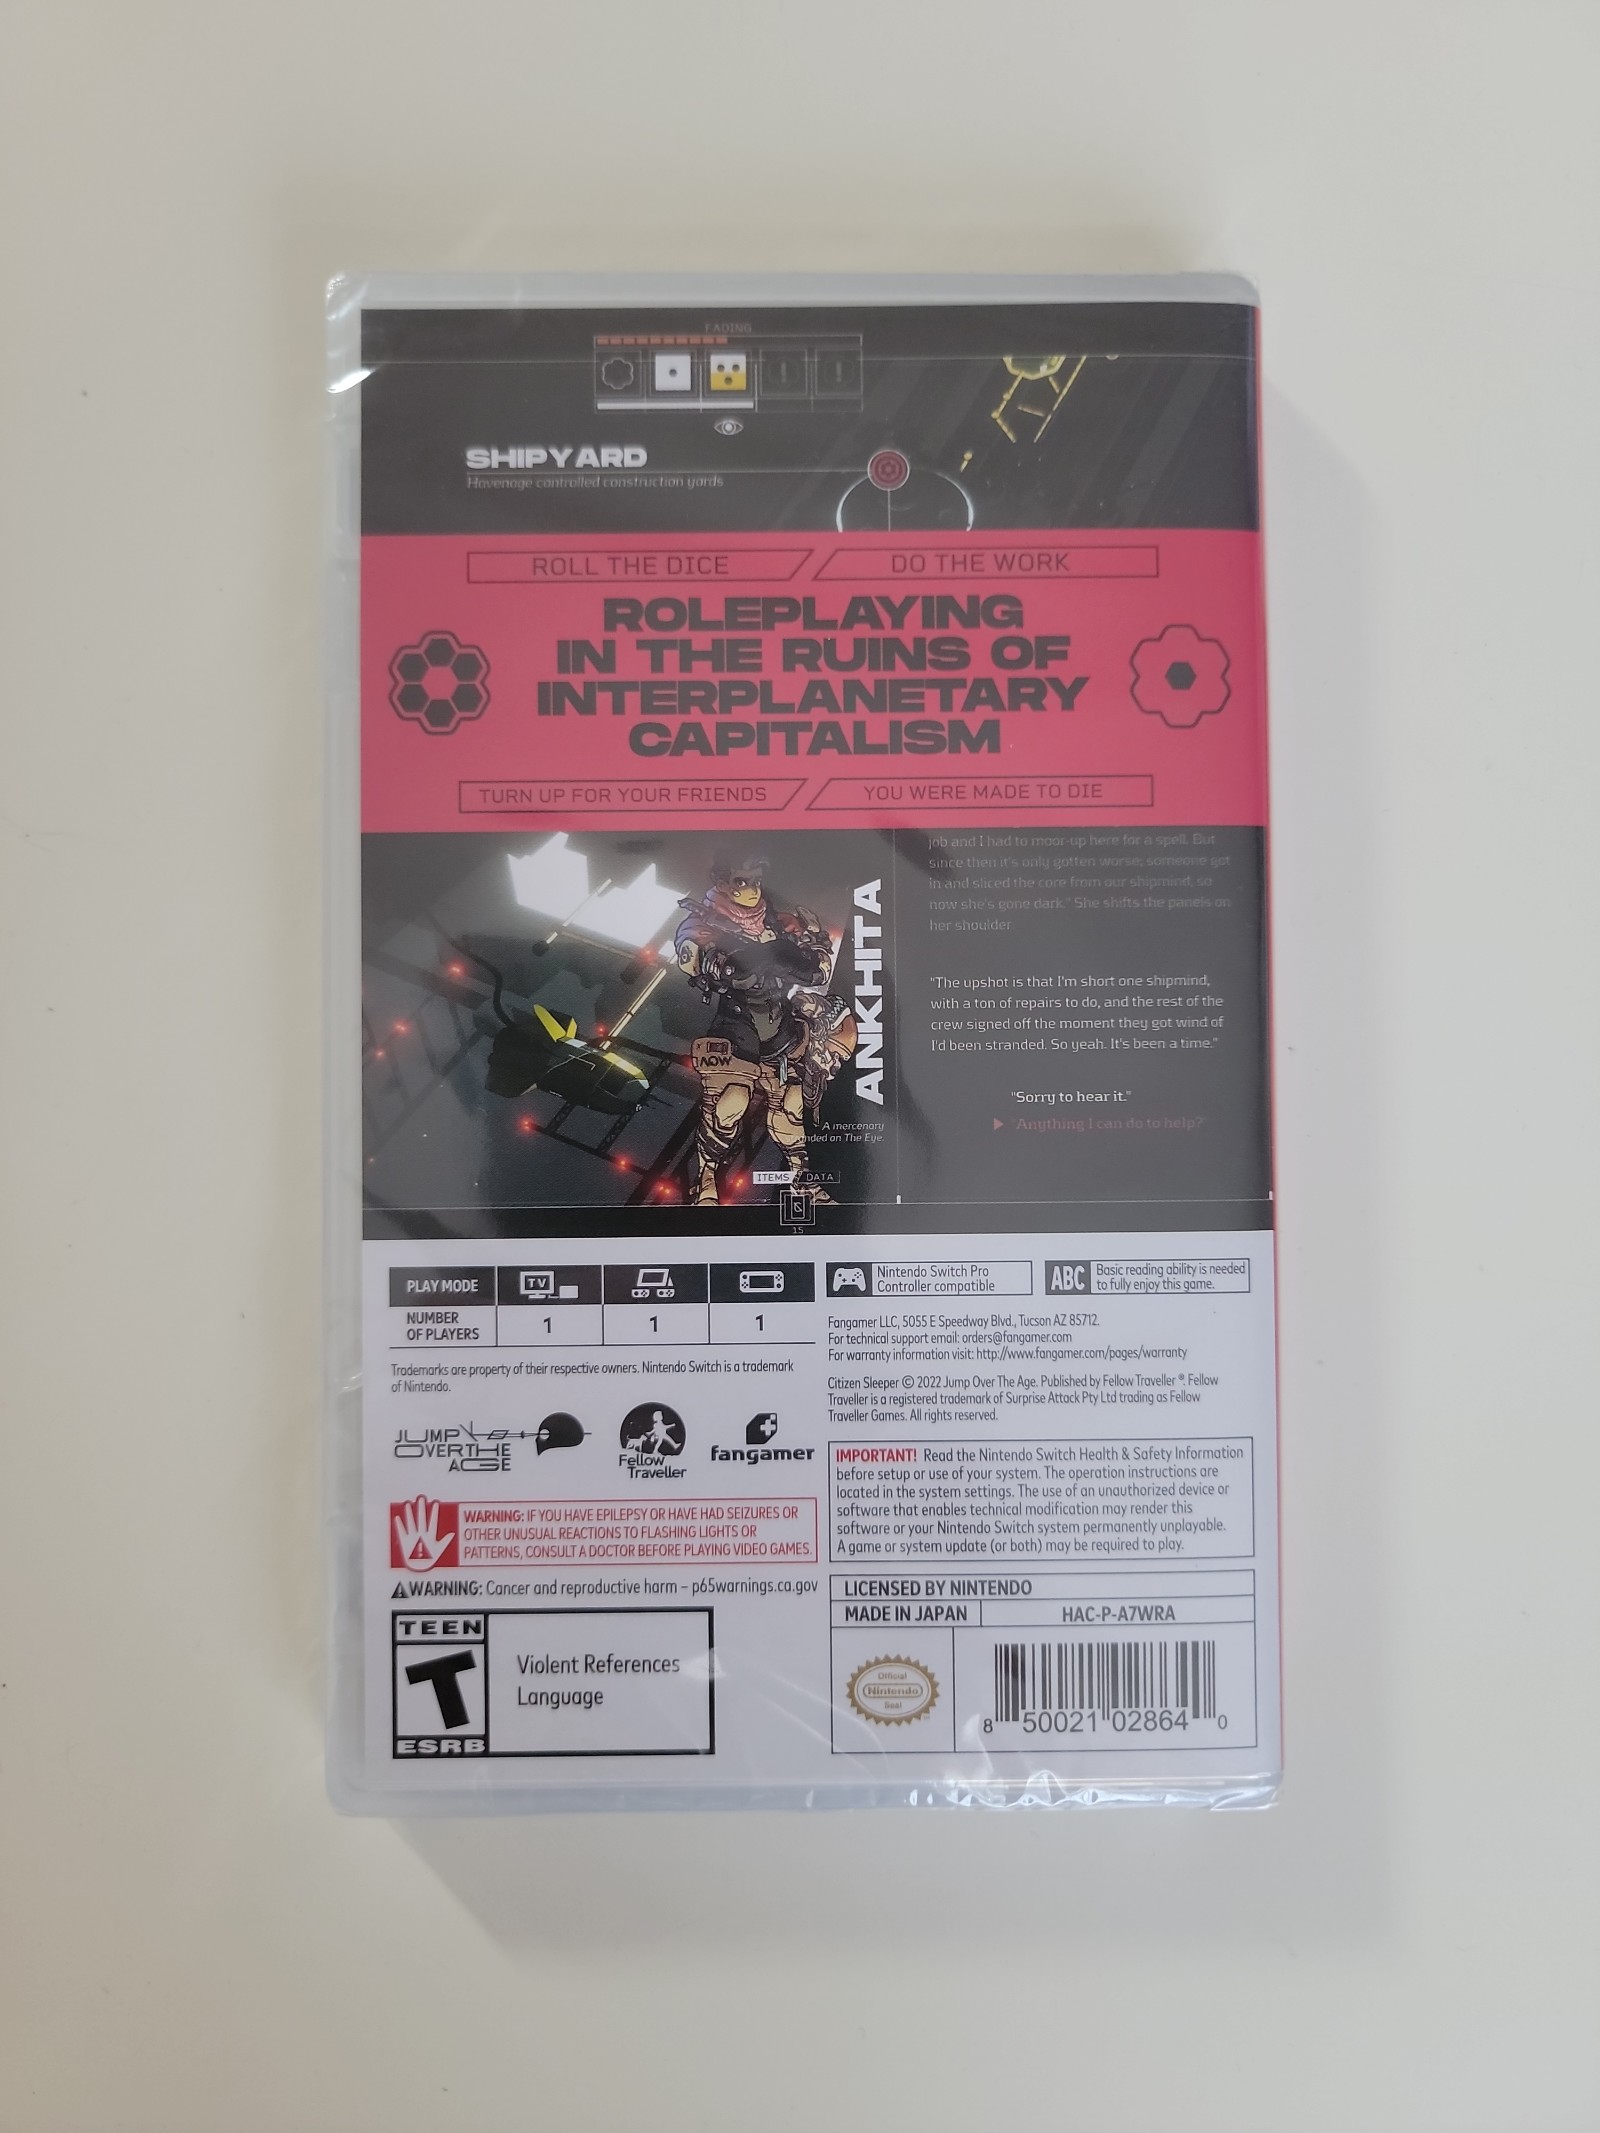 FADING
SHIPYARD
Havenage controlled construction yards
ROLL THE DICE
DO THE WORK
ROLEPLAYING
IN THE RUINS OF
INTERPLANETARY
CAPITALISM
TURN UP FOR YOUR FRIENDS
YOU WERE MADE TO DIE
job and I had to moor-up here for a spell. But
since then it's only gotten worse; someone got
in and sliced the core from our shipmind, so
now she's gone dark." She shifts the panels on
her shoulder.
"The upshot is that I'm short one shipmind,
with a ton of repairs to do, and the rest of the
crew signed off the moment they got wind of
I'd been stranded. So yeah. It's been a time."
"Sorry to hear it."
"Anything I can do to help?"
ANKHITA
A mercenary
on The Eye.
ITEMS / DATA
15
PLAY MODE
TV
NUMBER
OF PLAYERS
1
1
1
Nintendo Switch Pro
Controller compatible
ABC
Basic reading ability is needed
to fully enjoy this game.
Trademarks are property of their respective owners. Nintendo Switch is a trademark
of Nintendo.
Fangamer LLC, 5055 E Speedway Blvd., Tucson AZ 85712.
For technical support email: orders@fangamer.com
For warranty information visit: http://www.fangamer.com/pages/warranty
Citizen Sleeper © 2022 Jump Over The Age. Published by Fellow Traveller ®. Fellow
Traveller is a registered trademark of Surprise Attack Pty Ltd trading as Fellow
Traveller Games. All rights reserved.
JUMP
OVER THE
AGE
Fellow
Traveller
fangamer
WARNING: IF YOU HAVE EPILEPSY OR HAVE HAD SEIZURES OR
OTHER UNUSUAL REACTIONS TO FLASHING LIGHTS OR
PATTERNS, CONSULT A DOCTOR BEFORE PLAYING VIDEO GAMES.
WARNING: Cancer and reproductive harm – p65warnings.ca.gov
IMPORTANT! Read the Nintendo Switch Health & Safety Information
before setup or use of your system. The operation instructions are
located in the system settings. The use of an unauthorized device or
software that enables technical modification may render this
software or your Nintendo Switch system permanently unplayable.
A game or system update (or both) may be required to play.
TEEN
T
ESRB
Violent References
Language
LICENSED BY NINTENDO
MADE IN JAPAN
HAC-P-A7WRA
Official
Nintendo
Seal
8 50021 02864 0